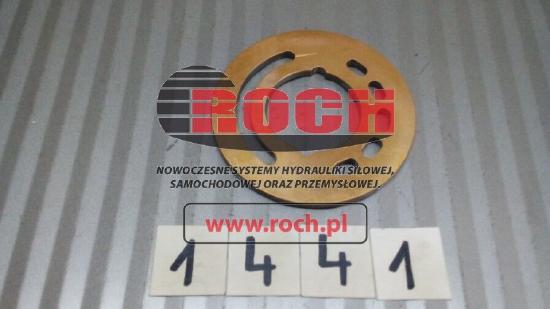 ROCH
NOWOCZESNE SYSTEMY HYDRAULIKI SIŁOWEJ,
SAMOCHODOWEJ ORAZ PRZEMYSŁOWEJ.
www.roch.pl
1 4 4 1